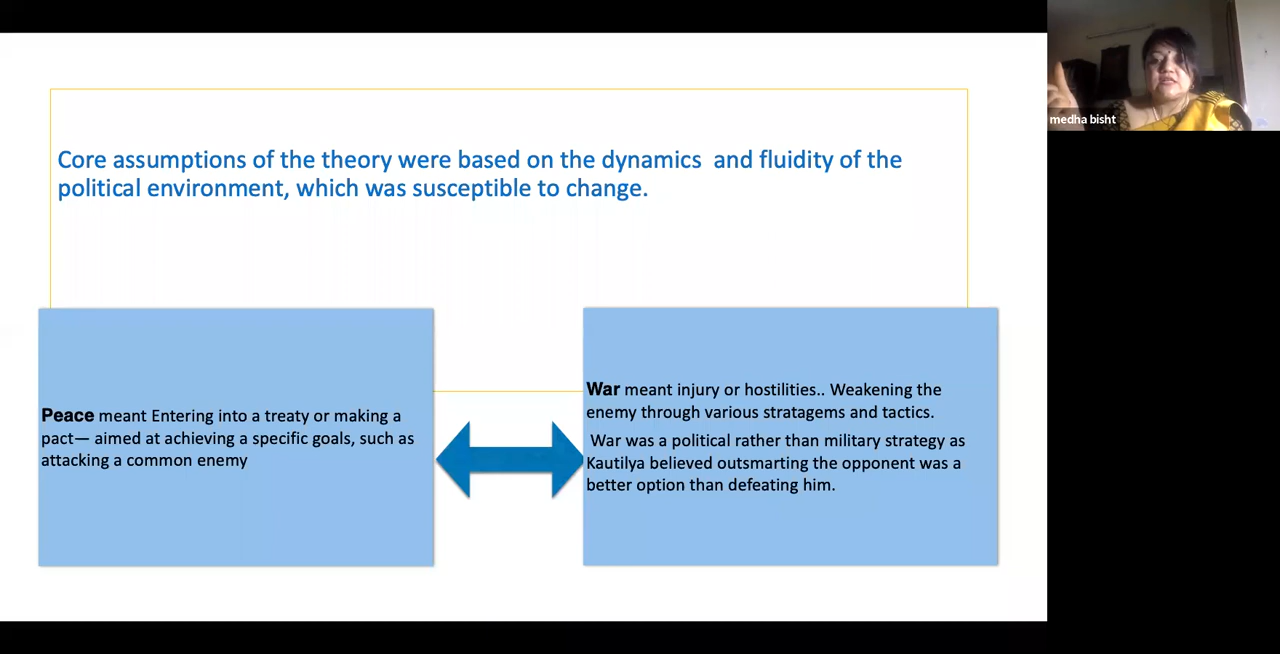 Core assumptions of the theory were based on the dynamics and fluidity of the
political environment, which was susceptible to change.
Peace meant Entering into a treaty or making a
pact— aimed at achieving a specific goals, such as
attacking a common enemy
War meant injury or hostilities.. Weakening the
enemy through various stratagems and tactics.
War was a political rather than military strategy as
Kautilya believed outsmarting the opponent was a
better option than defeating him.
medha bisht